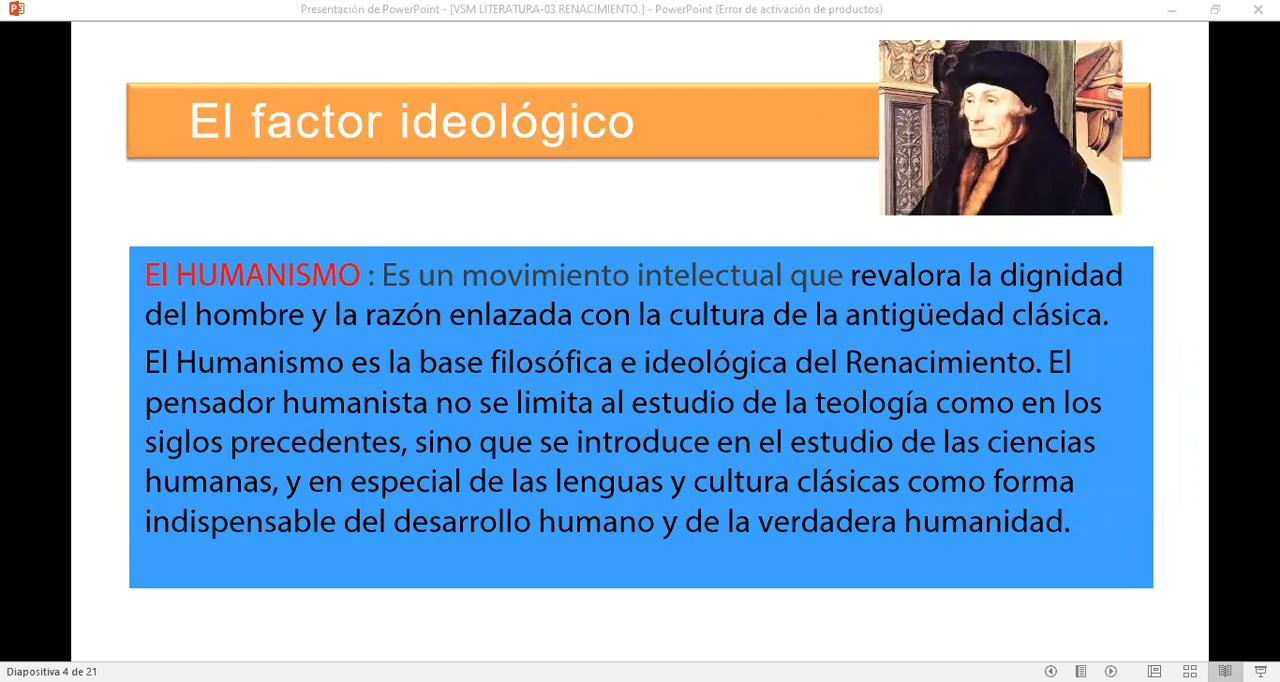 Presentación de PowerPoint - [VSM LITERATURA-03 RENACIMIENTO.] - PowerPoint (Error de activación de productos)
El factor ideológico
El HUMANISMO : Es un movimiento intelectual que revalora la dignidad
del hombre y la razón enlazada con la cultura de la antigüedad clásica.
El Humanismo es la base filosófica e ideológica del Renacimiento. El
pensador humanista no se limita al estudio de la teología como en los
siglos precedentes, sino que se introduce en el estudio de las ciencias
humanas, y en especial de las lenguas y cultura clásicas como forma
indispensable del desarrollo humano y de la verdadera humanidad.
Diapositiva 4 de 21